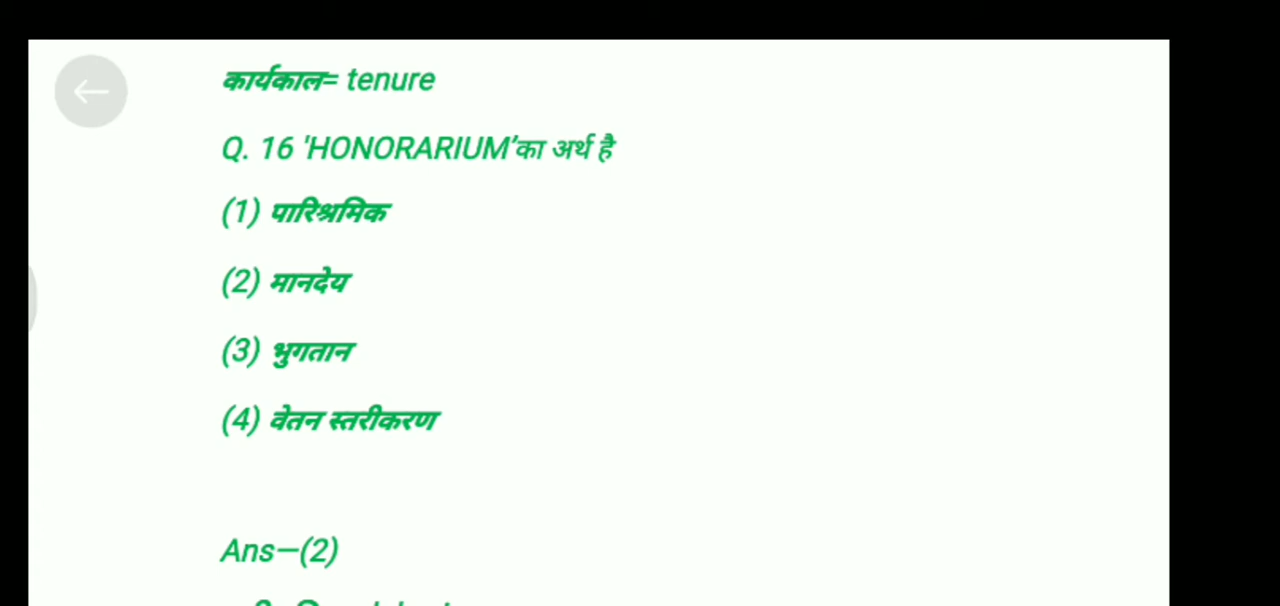 कार्यकाल= tenure
Q. 16 'HONORARIUM’का अर्थ है
(1) पारिश्रमिक
(2) मानदेय
(3) भुगतान
(4) वेतन स्तरीकरण
Ans—(2)